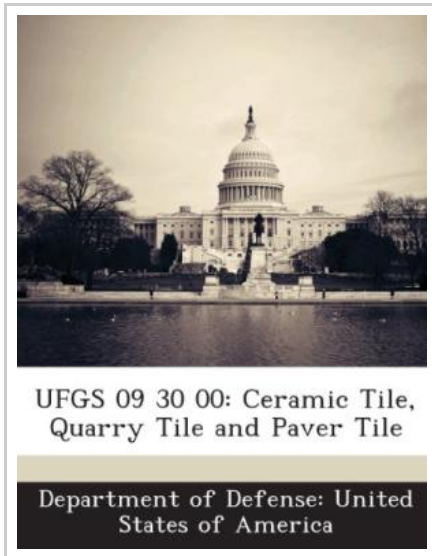 UFGS 09 30 00: Ceramic Tile,
Quarry Tile and Paver Tile
Department of Defense: United
States of America